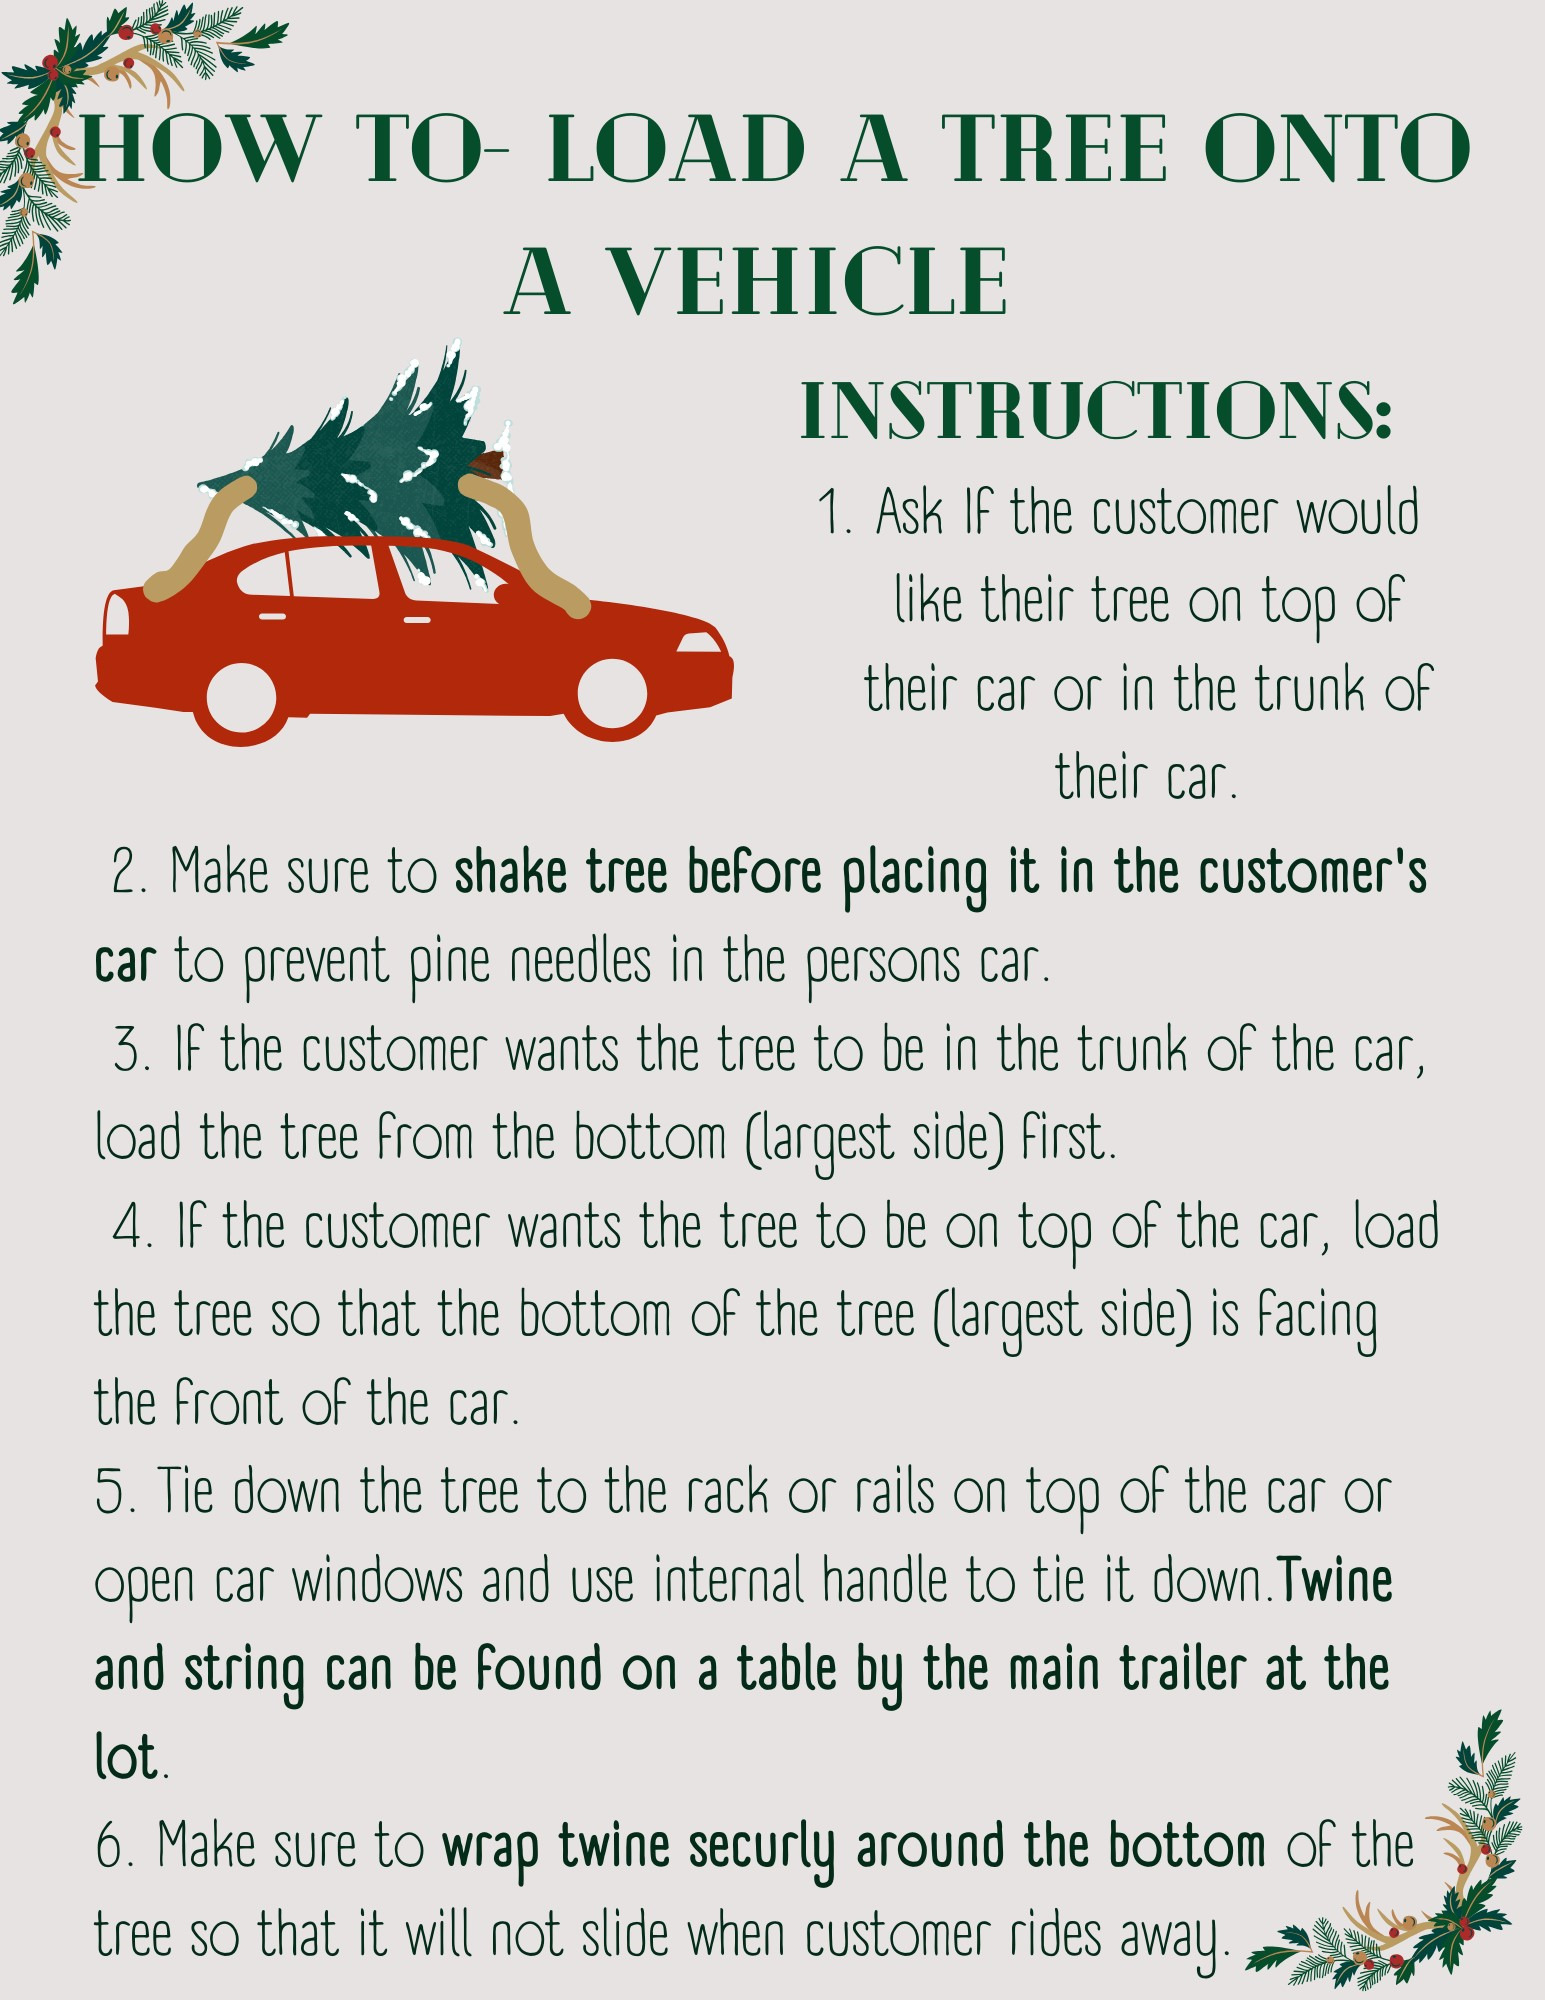 HOW TO- LOAD A TREE ONTO
A VEHICLE
INSTRUCTIONS:
1. Ask If the customer would
like their tree on top of
their car or in the trunk of
their car.
2. Make sure to shake tree before placing it in the customer's
car to prevent pine needles in the persons car.
3. If the customer wants the tree to be in the trunk of the car,
load the tree from the bottom (largest side) first.
4. If the customer wants the tree to be on top of the car, load
the tree so that the bottom of the tree (largest side) is facing
the front of the car.
5. Tie down the tree to the rack or rails on top of the car or
open car windows and use internal handle to tie it down.Twine
and string can be found on a table by the main trailer at the
lot.
6. Make sure to wrap twine securly around the bottom of the
tree so that it will not slide when customer rides away.